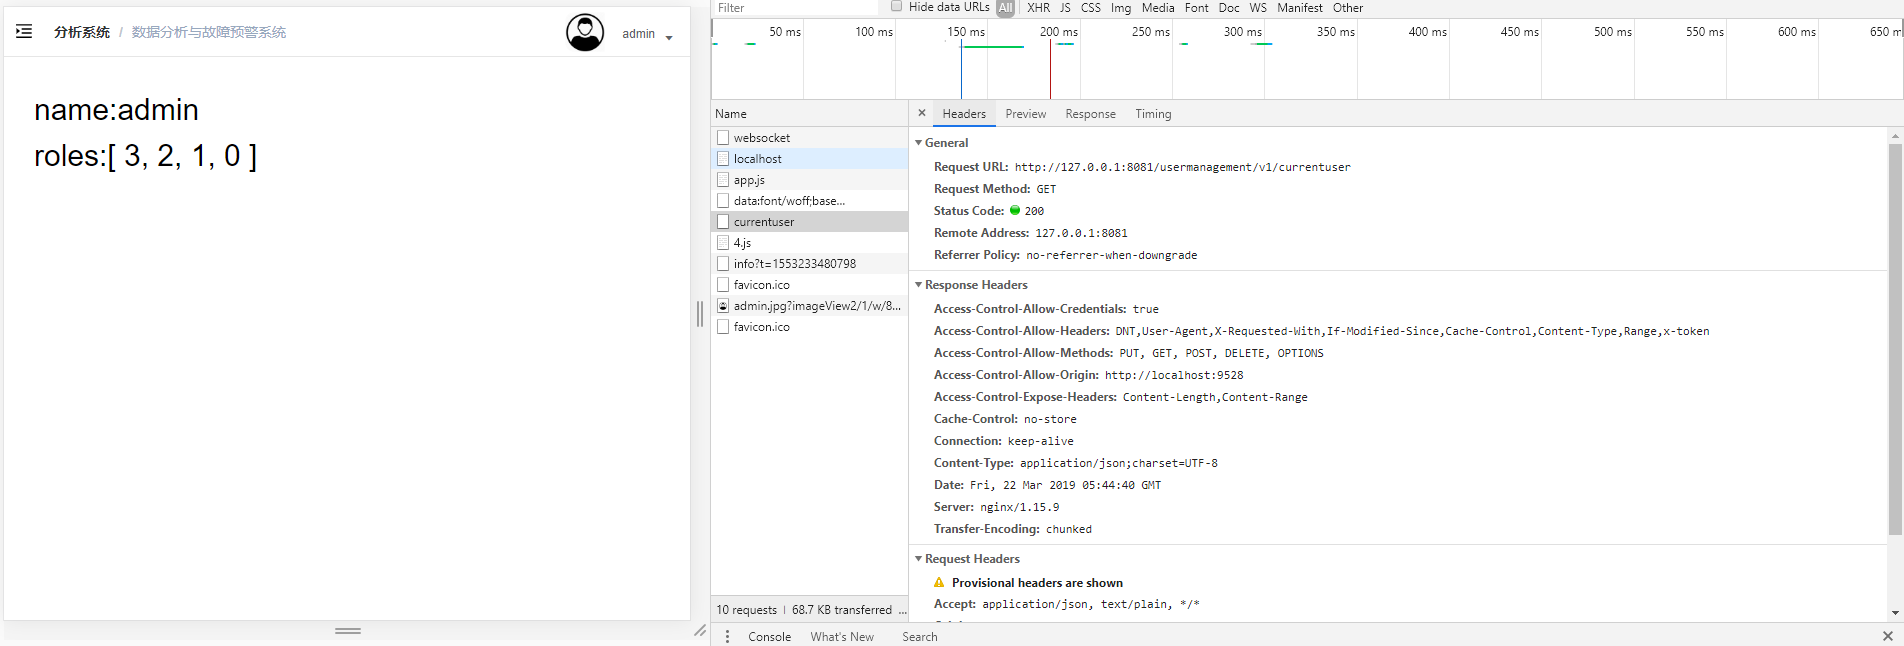 分析系统 / 数据分析与故障预警系统
admin
name:admin
roles:[ 3, 2, 1, 0 ]
Filter
Hide data URLs All XHR JS CSS Img Media Font Doc WS Manifest Other
50 ms 100 ms 150 ms 200 ms 250 ms 300 ms 350 ms 400 ms 450 ms 500 ms 550 ms 600 ms 650 m
Name
websocket
localhost
app.js
data:font/woff;base...
currentuser
4.js
info?t=1553233480798
favicon.ico
admin.jpg?imageView2/1/w/8...
favicon.ico
10 requests | 68.7 KB transferred ...
× Headers Preview Response Timing
General
Request URL: http://127.0.0.1:8081/usermanagement/v1/currentuser
Request Method: GET
Status Code: 200
Remote Address: 127.0.0.1:8081
Referrer Policy: no-referrer-when-downgrade
Response Headers
Access-Control-Allow-Credentials: true
Access-Control-Allow-Headers: DNT,User-Agent,X-Requested-With,If-Modified-Since,Cache-Control,Content-Type,Range,x-token
Access-Control-Allow-Methods: PUT, GET, POST, DELETE, OPTIONS
Access-Control-Allow-Origin: http://localhost:9528
Access-Control-Expose-Headers: Content-Length,Content-Range
Cache-Control: no-store
Connection: keep-alive
Content-Type: application/json;charset=UTF-8
Date: Fri, 22 Mar 2019 05:44:40 GMT
Server: nginx/1.15.9
Transfer-Encoding: chunked
Request Headers
Provisional headers are shown
Accept: application/json, text/plain, */*
Console What's New Search